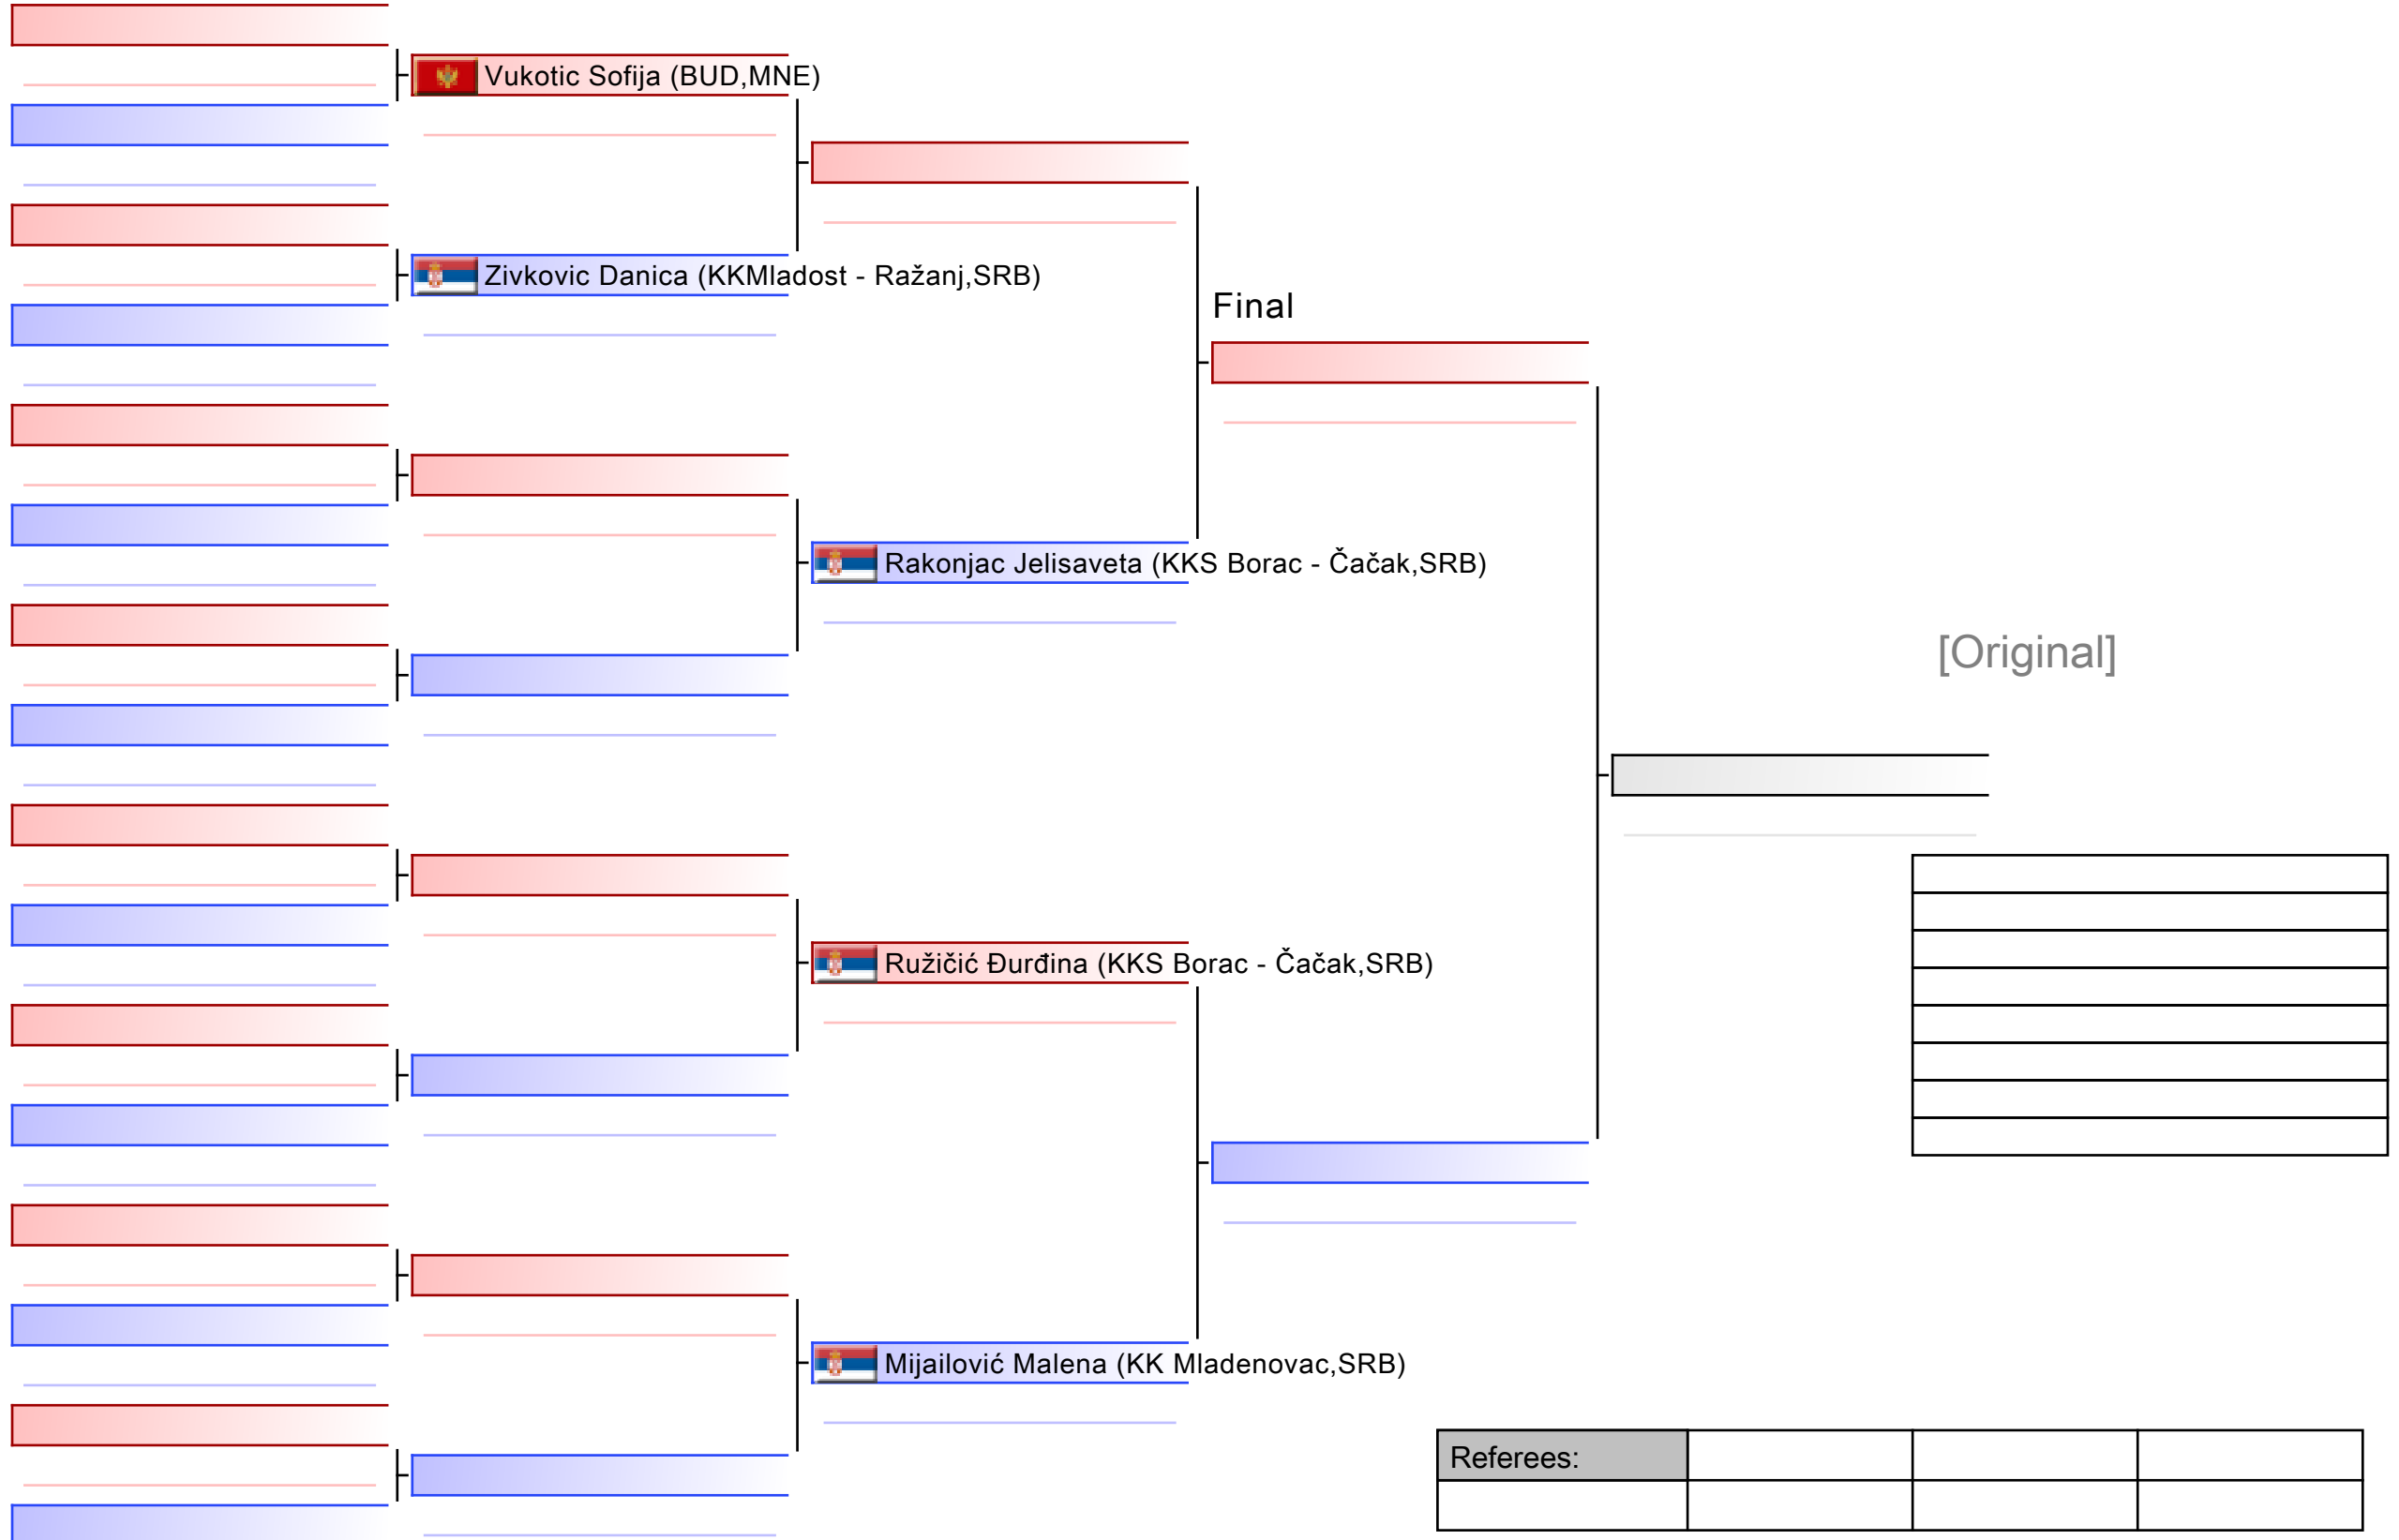 Vukotic Sofija (BUD,MNE)
Zivkovic Danica (KKMladost - Ražanj,SRB)
Final
Rakonjac Jelisaveta (KKS Borac - Čačak,SRB)
[Original]
Ružičić Đurđina (KKS Borac - Čačak,SRB)
Mijailović Malena (KK Mladenovac,SRB)
Referees: